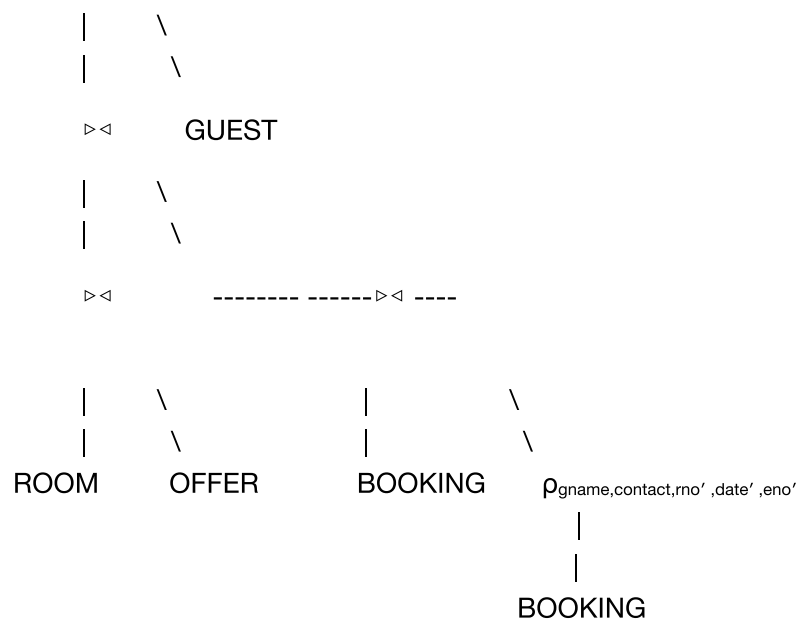 | \
| \
▷◁ GUEST
| \
| \
▷◁ -------- ------▷◁ ----
| \ | \
| \ | \
ROOM OFFER BOOKING ρgname,contact,rno′ ,date′ ,eno′
|
|
BOOKING